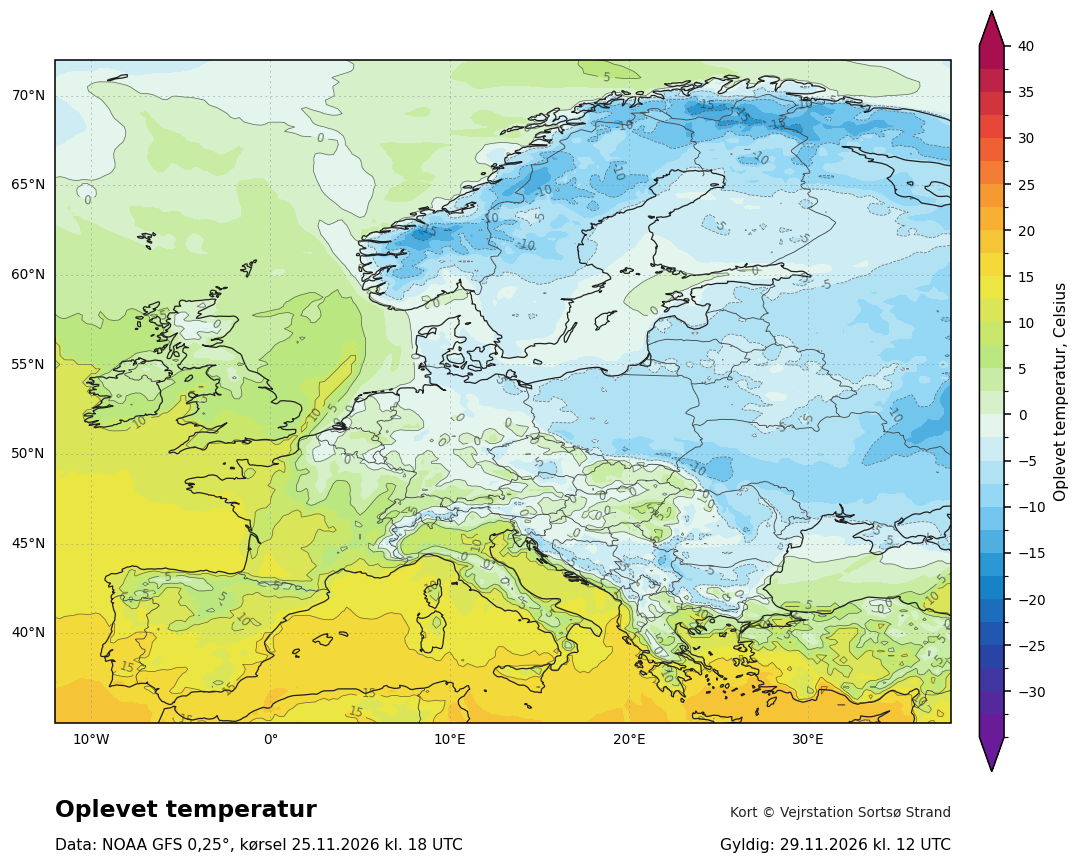 70°N
65°N
60°N
55°N
50°N
45°N
40°N
10°W
0°
10°E
20°E
30°E
40
35
30
25
20
15
10
5
0
−5
−10
−15
−20
−25
−30
Oplevet temperatur, Celsius
Oplevet temperatur
Kort © Vejrstation Sortsø Strand
Data: NOAA GFS 0,25°, kørsel 25.11.2026 kl. 18 UTC
Gyldig: 29.11.2026 kl. 12 UTC